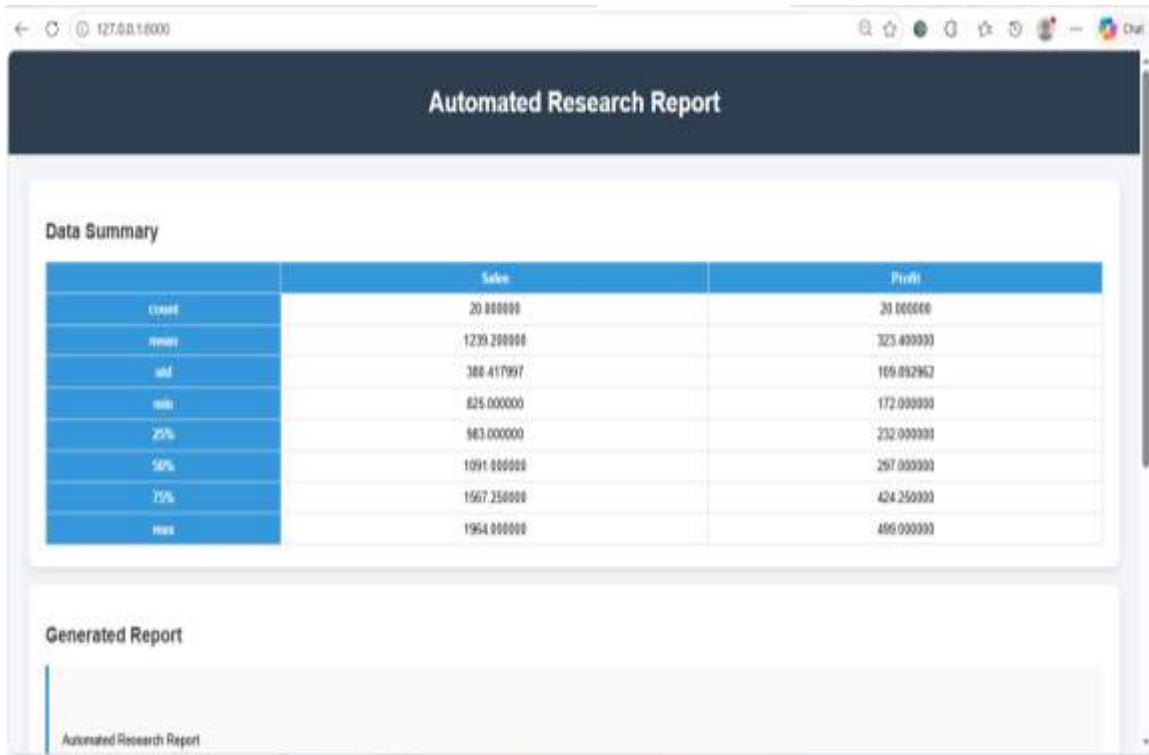 127.0.0.1:8000
Chat
Automated Research Report
Data Summary
Sales Profit
count 20.000000 20.000000
mean 1239.200000 323.400000
std 380.417997 109.092962
min 825.000000 172.000000
25% 983.000000 232.000000
50% 1091.000000 297.000000
75% 1567.250000 424.250000
max 1964.000000 499.000000
Generated Report
Automated Research Report